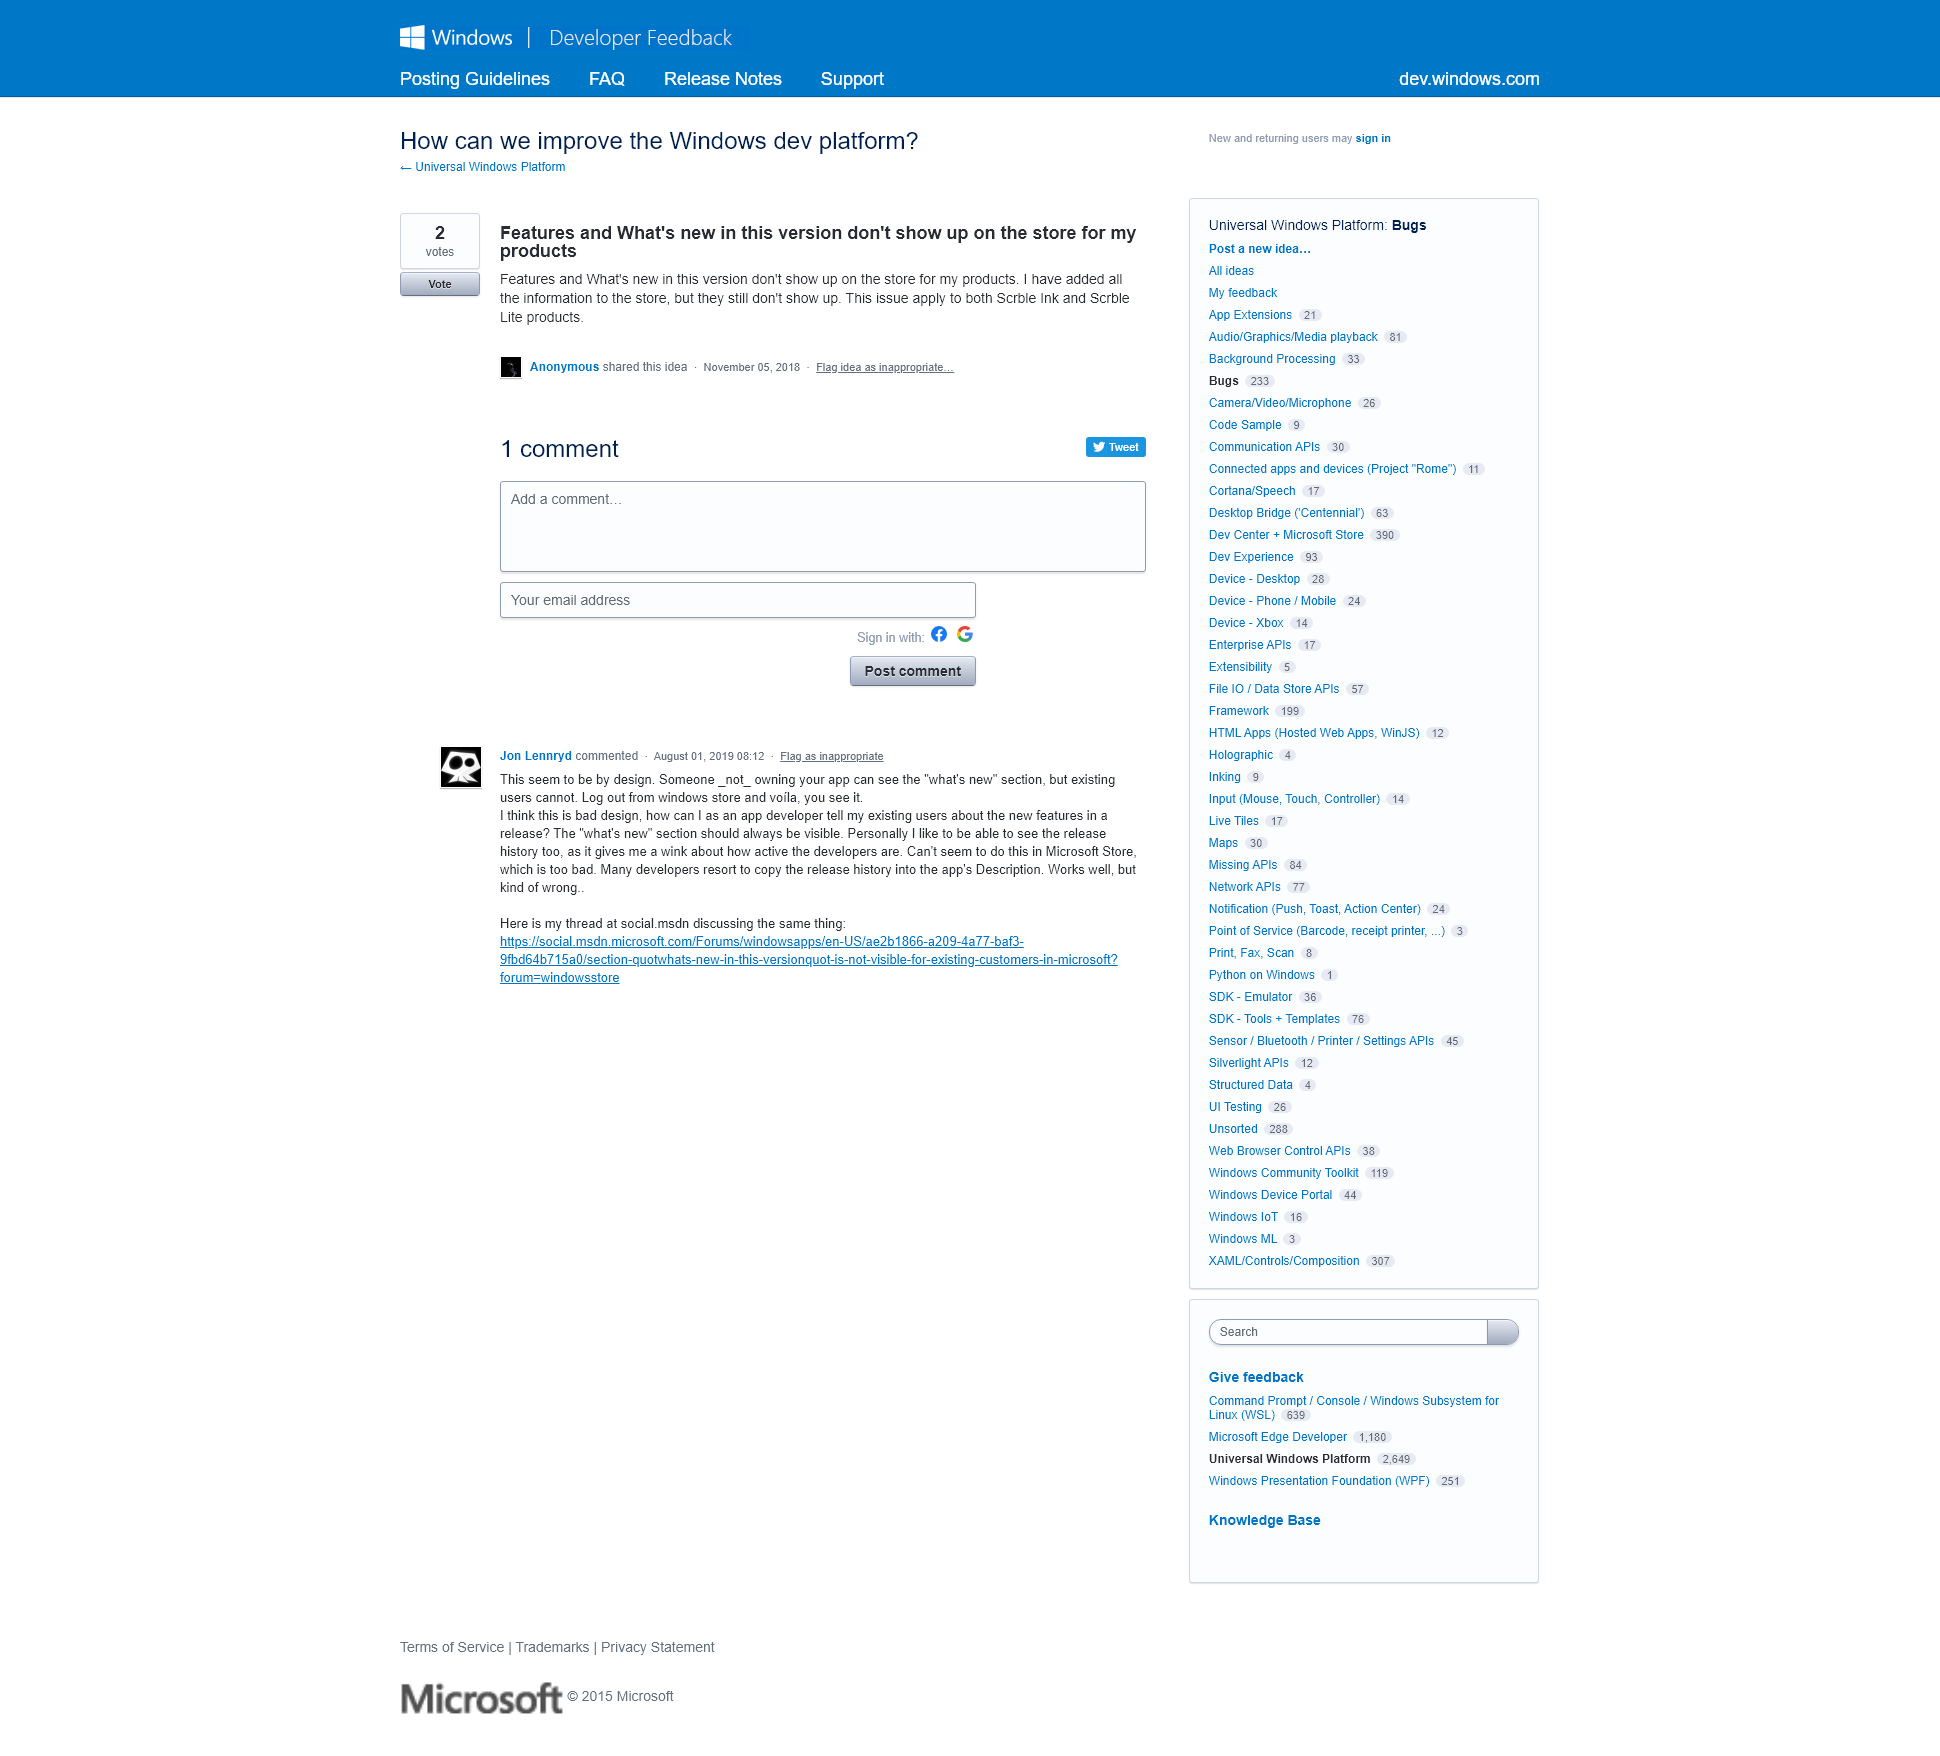 Windows | Developer Feedback
Posting Guidelines FAQ Release Notes Support dev.windows.com
How can we improve the Windows dev platform?
← Universal Windows Platform
New and returning users may sign in
2
votes
Vote
Features and What's new in this version don't show up on the store for my
products
Features and What's new in this version don't show up on the store for my products. I have added all
the information to the store, but they still don't show up. This issue apply to both Scrble Ink and Scrble
Lite products.
Anonymous shared this idea · November 05, 2018 · Flag idea as inappropriate…
1 comment
Tweet
Add a comment…
Your email address
Sign in with:
Post comment
Jon Lennryd commented · August 01, 2019 08:12 · Flag as inappropriate
This seem to be by design. Someone _not_ owning your app can see the "what's new" section, but existing
users cannot. Log out from windows store and voíla, you see it.
I think this is bad design, how can I as an app developer tell my existing users about the new features in a
release? The "what's new" section should always be visible. Personally I like to be able to see the release
history too, as it gives me a wink about how active the developers are. Can't seem to do this in Microsoft Store,
which is too bad. Many developers resort to copy the release history into the app's Description. Works well, but
kind of wrong..
Here is my thread at social.msdn discussing the same thing:
https://social.msdn.microsoft.com/Forums/windowsapps/en-US/ae2b1866-a209-4a77-baf3-
9fbd64b715a0/section-quotwhats-new-in-this-versionquot-is-not-visible-for-existing-customers-in-microsoft?
forum=windowsstore
Universal Windows Platform: Bugs
Post a new idea…
All ideas
My feedback
App Extensions 21
Audio/Graphics/Media playback 81
Background Processing 33
Bugs 233
Camera/Video/Microphone 26
Code Sample 9
Communication APIs 30
Connected apps and devices (Project "Rome") 11
Cortana/Speech 17
Desktop Bridge ('Centennial') 63
Dev Center + Microsoft Store 390
Dev Experience 93
Device - Desktop 28
Device - Phone / Mobile 24
Device - Xbox 14
Enterprise APIs 17
Extensibility 5
File IO / Data Store APIs 57
Framework 199
HTML Apps (Hosted Web Apps, WinJS) 12
Holographic 4
Inking 9
Input (Mouse, Touch, Controller) 14
Live Tiles 17
Maps 30
Missing APIs 84
Network APIs 77
Notification (Push, Toast, Action Center) 24
Point of Service (Barcode, receipt printer, ...) 3
Print, Fax, Scan 8
Python on Windows 1
SDK - Emulator 36
SDK - Tools + Templates 76
Sensor / Bluetooth / Printer / Settings APIs 45
Silverlight APIs 12
Structured Data 4
UI Testing 26
Unsorted 288
Web Browser Control APIs 38
Windows Community Toolkit 119
Windows Device Portal 44
Windows IoT 16
Windows ML 3
XAML/Controls/Composition 307
Search
Give feedback
Command Prompt / Console / Windows Subsystem for
Linux (WSL) 639
Microsoft Edge Developer 1,180
Universal Windows Platform 2,649
Windows Presentation Foundation (WPF) 251
Knowledge Base
Terms of Service | Trademarks | Privacy Statement
Microsoft © 2015 Microsoft